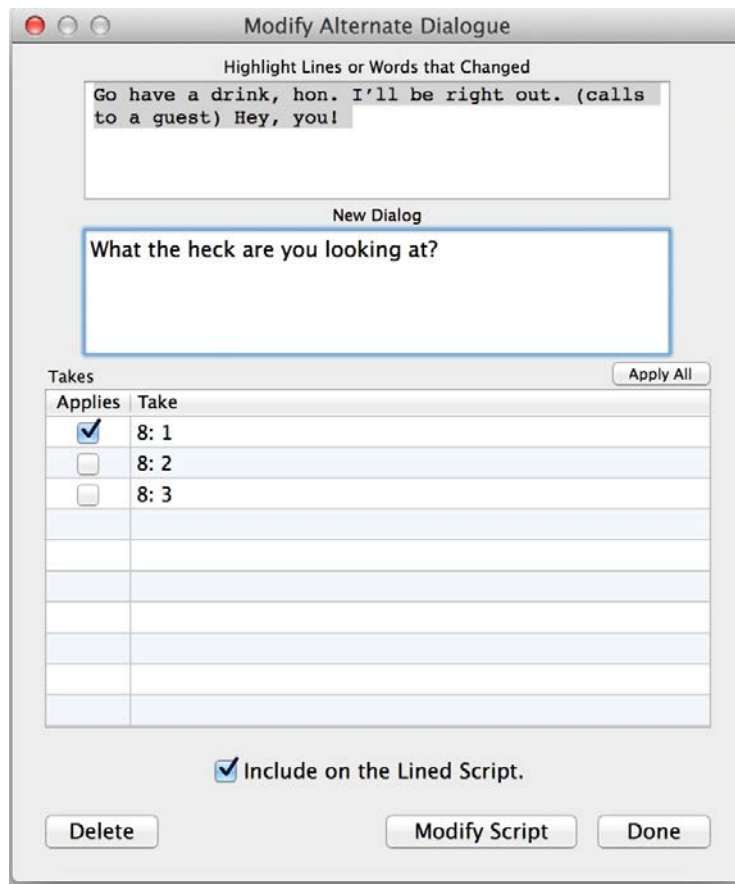 Modify Alternate Dialogue
Highlight Lines or Words that Changed
Go have a drink, hon. I’ll be right out. (calls
to a guest) Hey, you!
New Dialog
What the heck are you looking at?
Takes
Apply All
Applies Take
8: 1
8: 2
8: 3
Include on the Lined Script.
Delete
Modify Script
Done